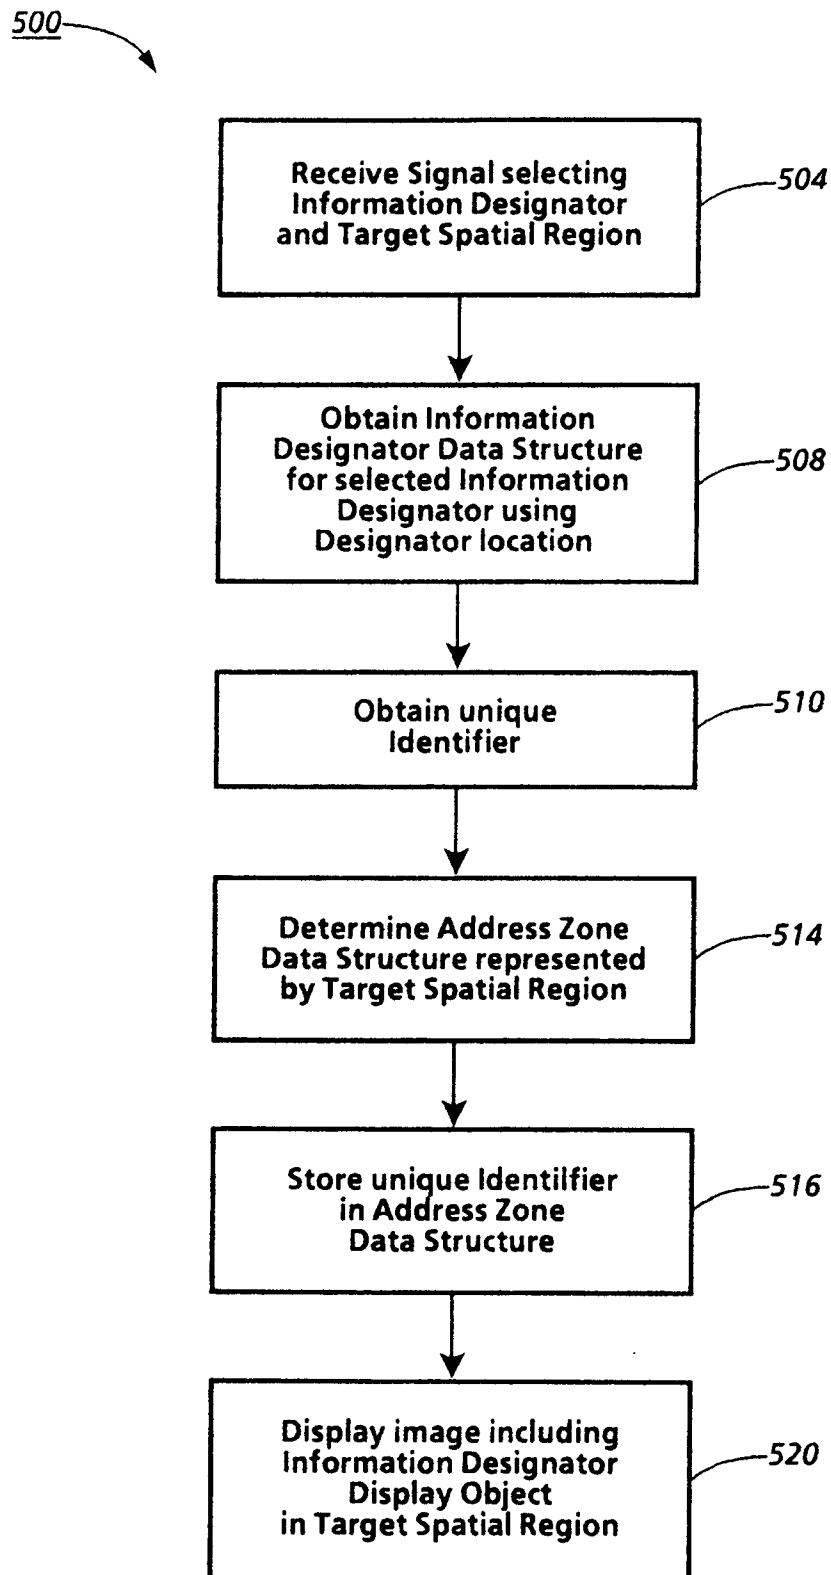 500
Receive Signal selecting
Information Designator
and Target Spatial Region
504
Obtain Information
Designator Data Structure
for selected Information
Designator using
Designator location
508
Obtain unique
Identifier
510
Determine Address Zone
Data Structure represented
by Target Spatial Region
514
Store unique Identilfier
in Address Zone
Data Structure
516
Display image including
Information Designator
Display Object
in Target Spatial Region
520